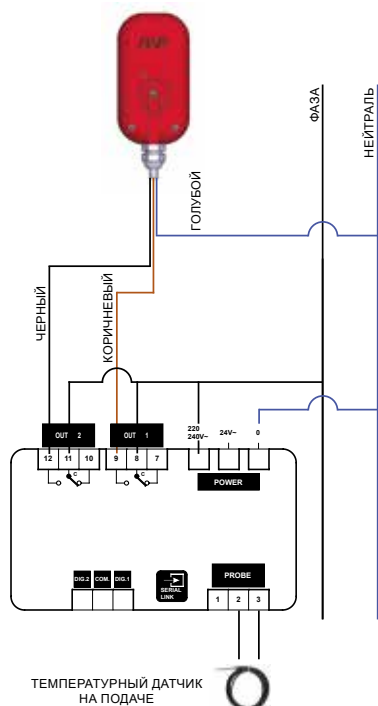 ФАЗА
НЕЙТРАЛЬ
ГОЛУБОЙ
ЧЕРНЫЙ
КОРИЧНЕВЫЙ
OUT 2
OUT 1
220
240V~
24V~
0
12 11 10
9 8 7
C
C
POWER
DIG.2 COM. DIG.1
SERIAL
LINK
PROBE
1 2 3
ТЕМПЕРАТУРНЫЙ ДАТЧИК
НА ПОДАЧЕ